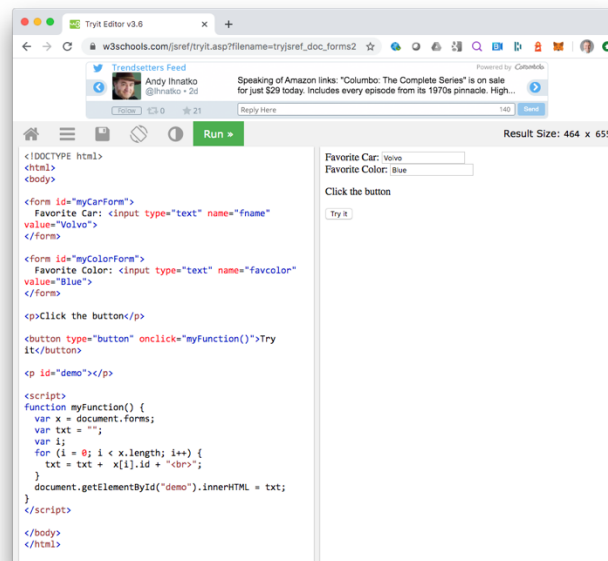 Tryit Editor v3.6
w3schools.com/jsref/tryit.asp?filename=tryjsref_doc_forms2
Trendsetters Feed
Powered by
Andy Ihnatko
@Ihnatko • 2d
Speaking of Amazon links: "Columbo: The Complete Series" is on sale
for just $29 today. Includes every episode from its 1970s pinnacle. High...
Follow
0
21
Reply Here
140
Send
Run »
Result Size: 464 x 655
<!DOCTYPE html>
<html>
<body>
<form id="myCarForm">
Favorite Car: <input type="text" name="fname"
value="Volvo">
</form>
<form id="myColorForm">
Favorite Color: <input type="text" name="favcolor"
value="Blue">
</form>
<p>Click the button</p>
<button type="button" onclick="myFunction()">Try
it</button>
<p id="demo"></p>
<script>
function myFunction() {
var x = document.forms;
var txt = "";
var i;
for (i = 0; i < x.length; i++) {
txt = txt + x[i].id + "<br>";
}
document.getElementById("demo").innerHTML = txt;
}
</script>
</body>
</html>
Favorite Car: Volvo
Favorite Color: Blue
Click the button
Try it